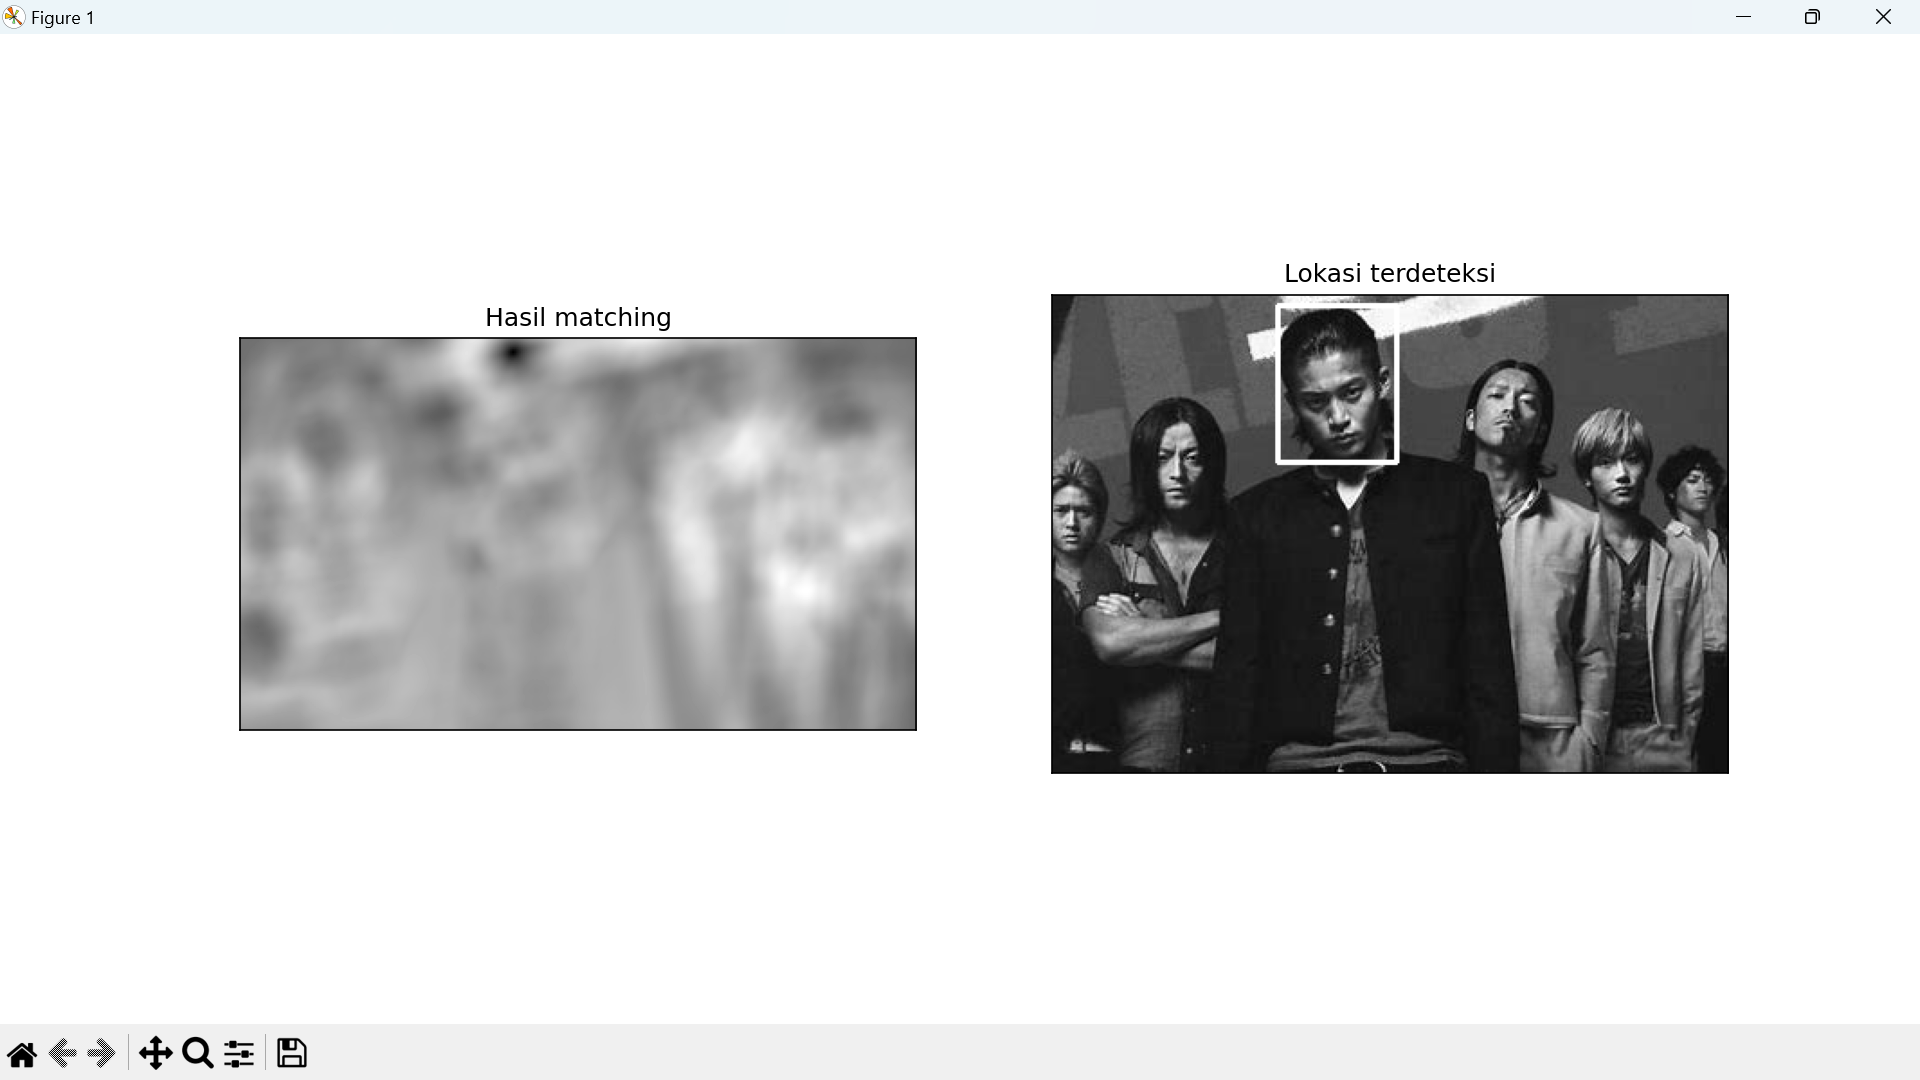 Figure 1
Hasil matching
Lokasi terdeteksi